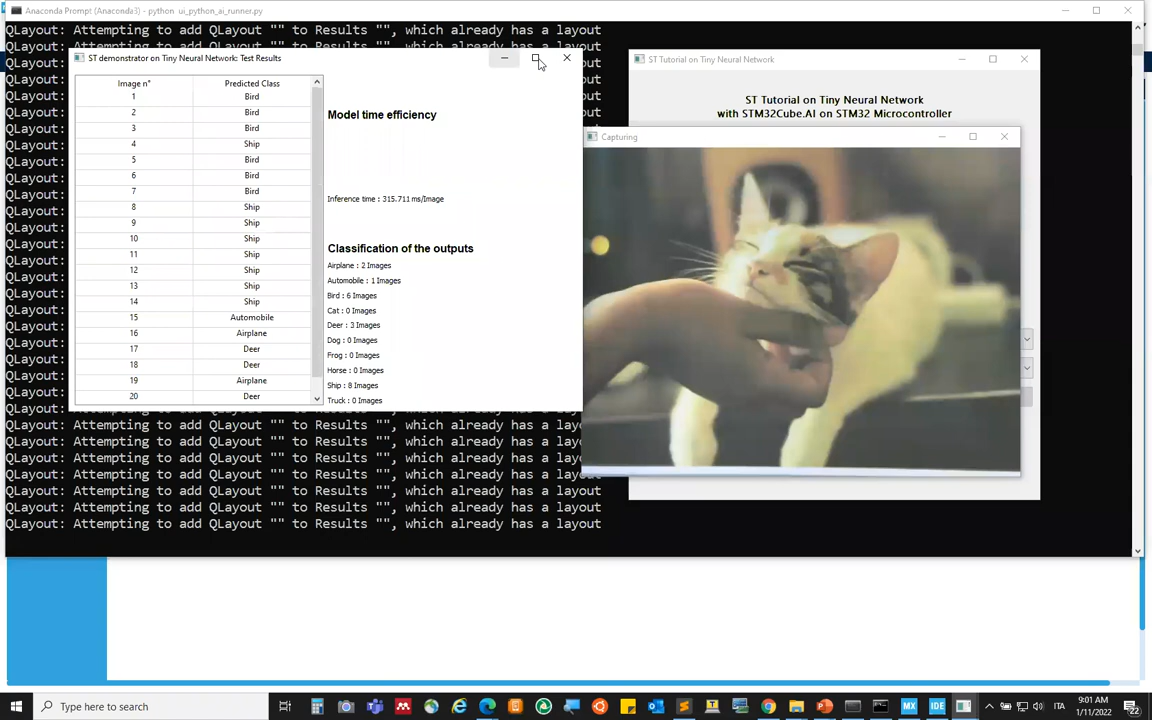 Anaconda Prompt (Anaconda3) - python ui_python_ai_runner.py
QLayout: Attempting to add QLayout "" to Results "", which already has a layout
ST demonstrator on Tiny Neural Network: Test Results
Image n° Predicted Class
1 Bird
2 Bird
3 Bird
4 Ship
5 Bird
6 Bird
7 Bird
8 Ship
9 Ship
10 Ship
11 Ship
12 Ship
13 Ship
14 Ship
15 Automobile
16 Airplane
17 Deer
18 Deer
19 Airplane
20 Deer
Model time efficiency
Inference time : 315.711 ms/Image
Classification of the outputs
Airplane : 2 Images
Automobile : 1 Images
Bird : 6 Images
Cat : 0 Images
Deer : 3 Images
Dog : 0 Images
Frog : 0 Images
Horse : 0 Images
Ship : 8 Images
Truck : 0 Images
ST Tutorial on Tiny Neural Network
ST Tutorial on Tiny Neural Network
with STM32Cube.AI on STM32 Microcontroller
Capturing
QLayout: Attempting to add QLayout "" to Results "", which already has a layou
QLayout: Attempting to add QLayout "" to Results "", which already has a layou
QLayout: Attempting to add QLayout "" to Results "", which already has a layou
QLayout: Attempting to add QLayout "" to Results "", which already has a layout
QLayout: Attempting to add QLayout "" to Results "", which already has a layout
QLayout: Attempting to add QLayout "" to Results "", which already has a layout
QLayout: Attempting to add QLayout "" to Results "", which already has a layout
Type here to search
MX
IDE
ITA
9:01 AM
1/11/2022
22